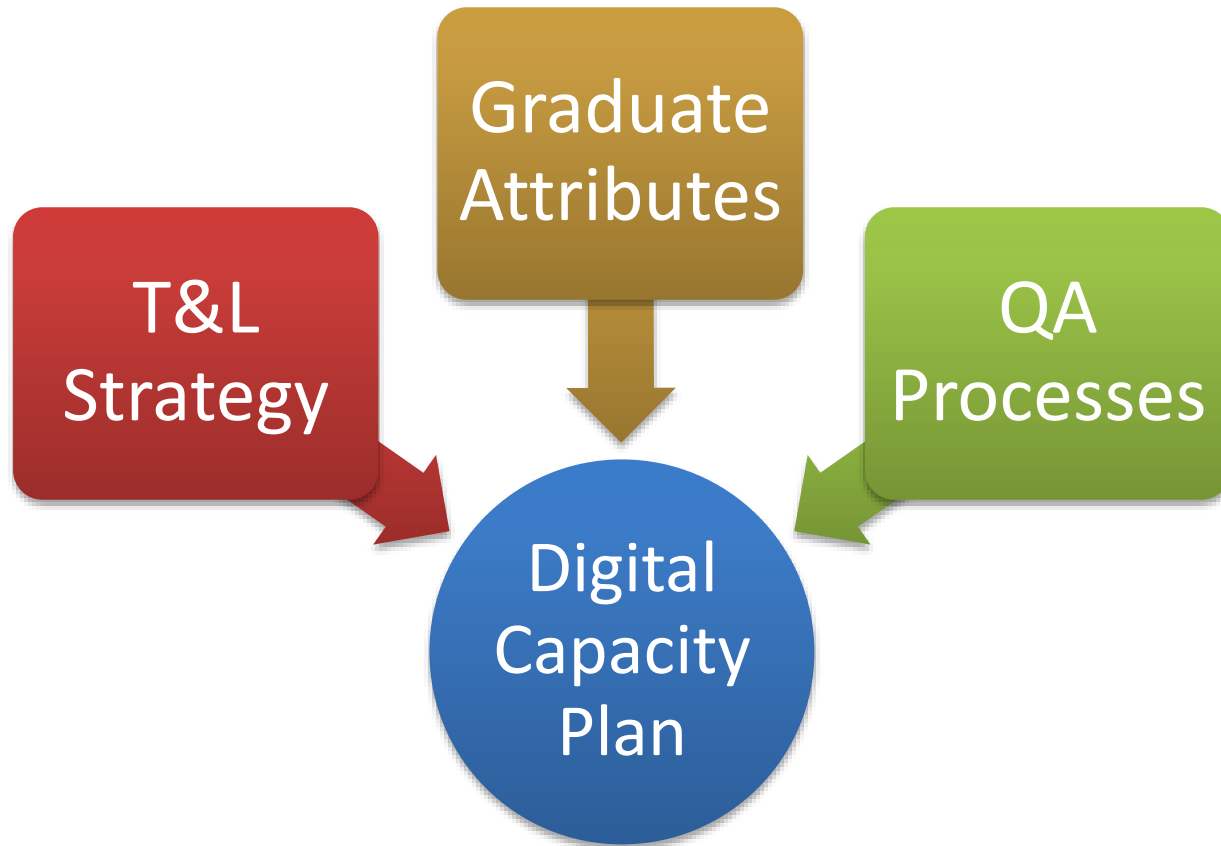 Graduate
Attributes
T&L
Strategy
QA
Processes
Digital
Capacity
Plan